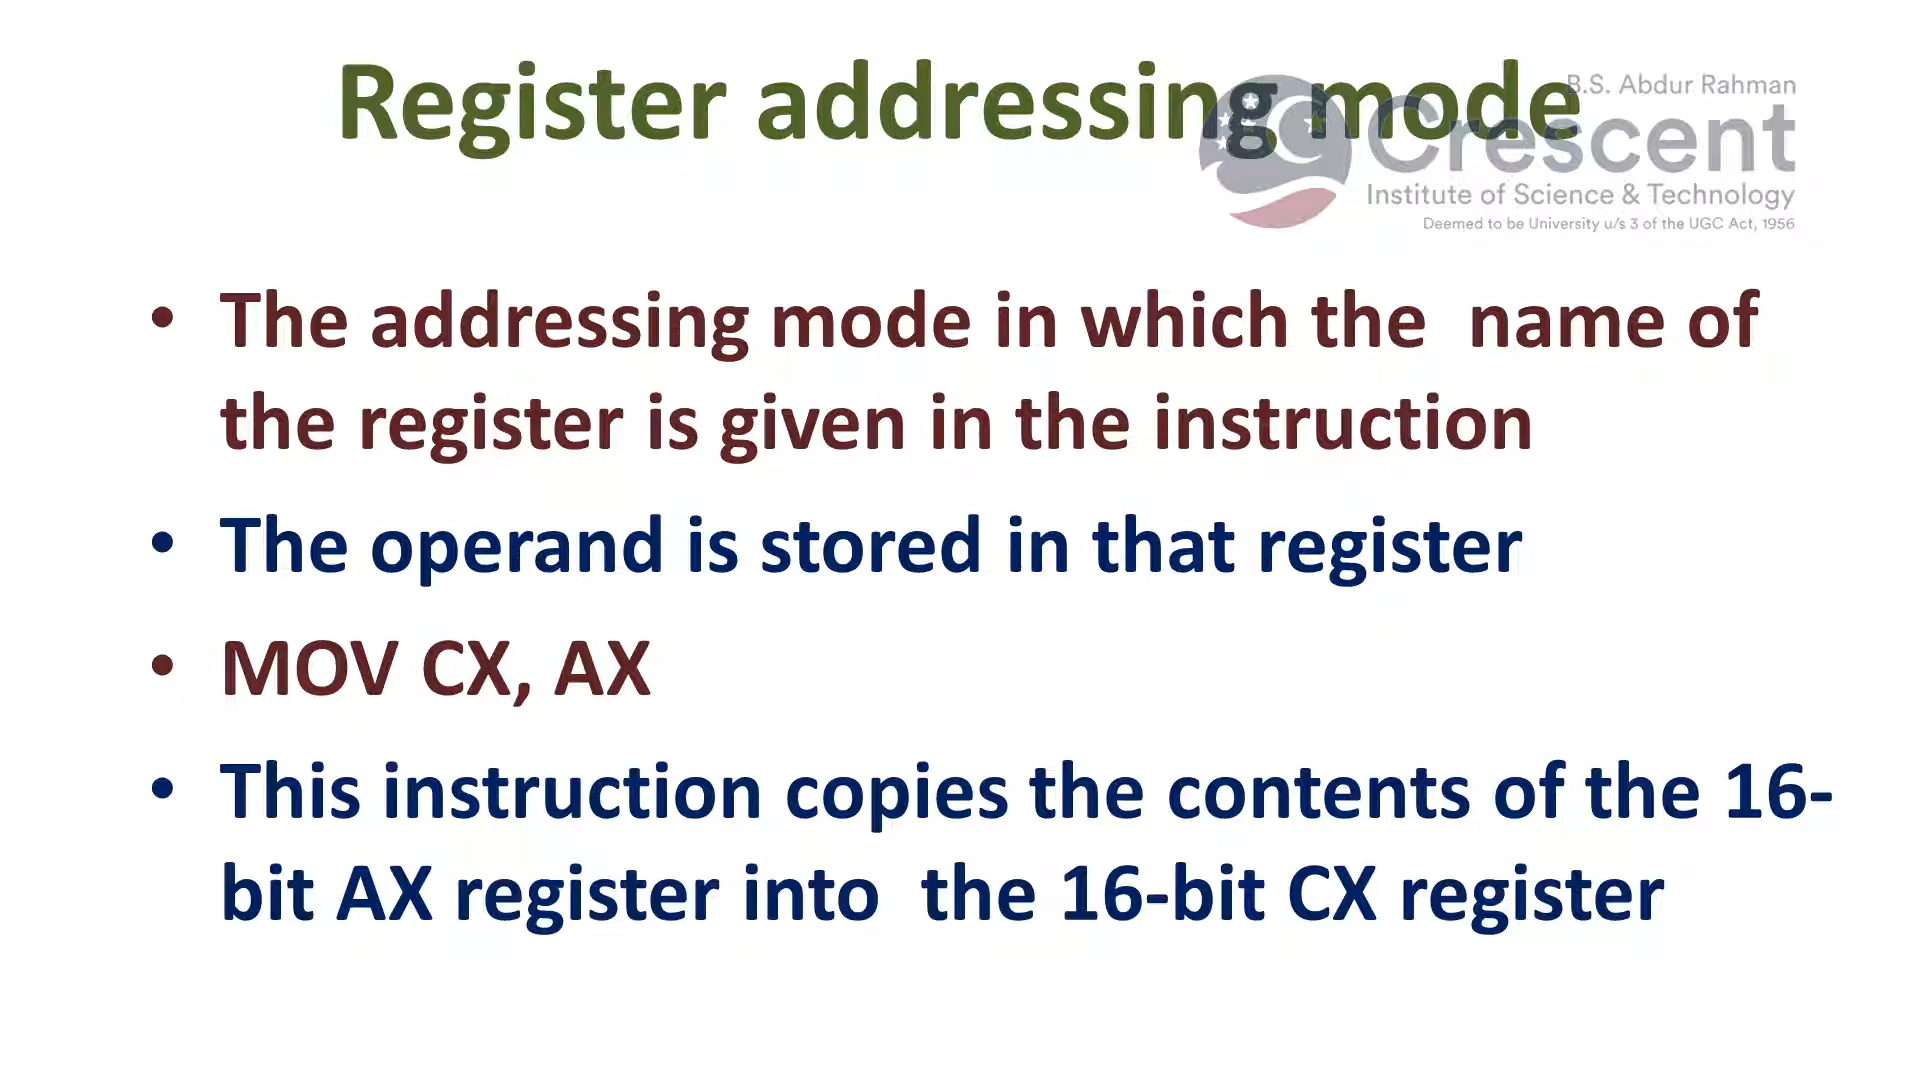 Register addressing mode
B.S. Abdur Rahman
Crescent
Institute of Science & Technology
Deemed to be University u/s 3 of the UGC Act, 1956
• The addressing mode in which the name of
the register is given in the instruction
• The operand is stored in that register
• MOV CX, AX
• This instruction copies the contents of the 16-
bit AX register into the 16-bit CX register